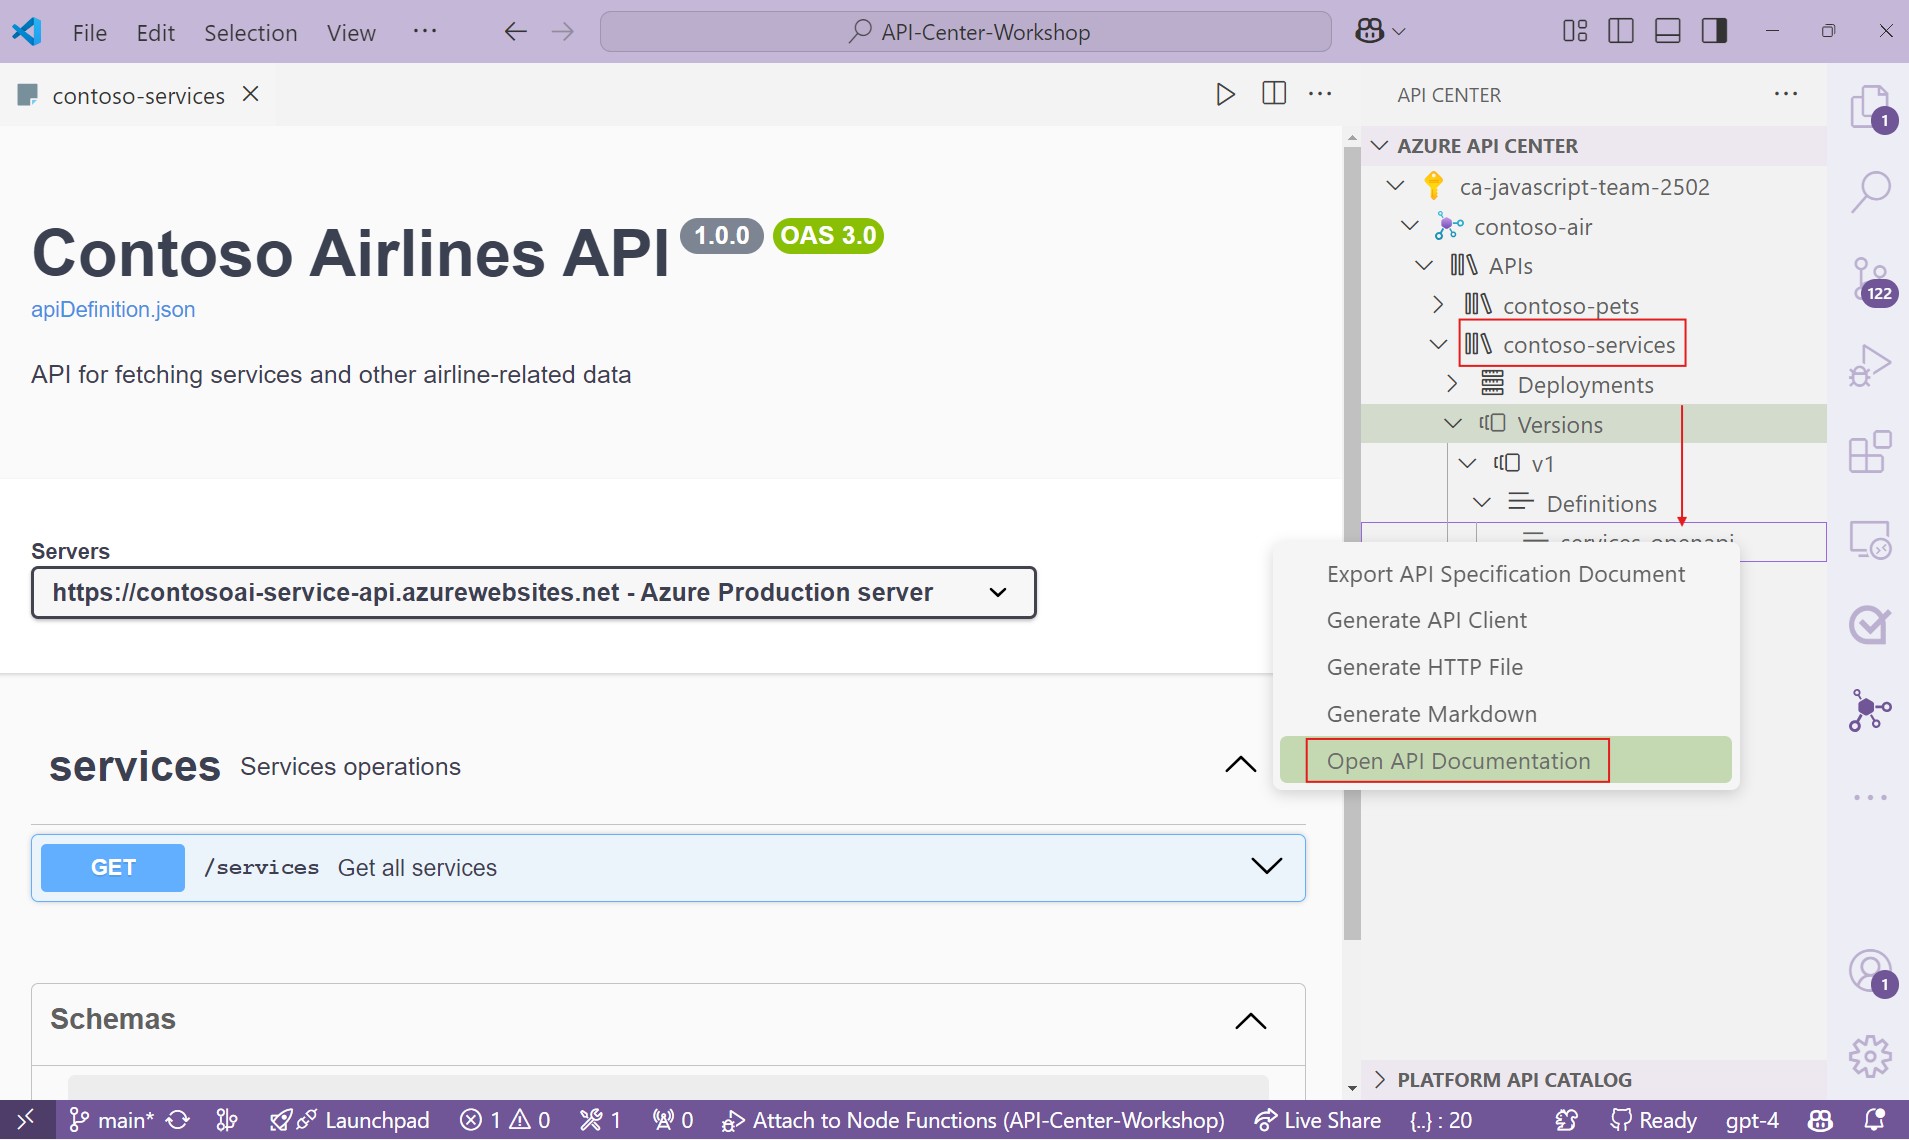 File Edit Selection View ··· API-Center-Workshop
contoso-services
Contoso Airlines API 1.0.0 OAS 3.0
apiDefinition.json
API for fetching services and other airline-related data
Servers
https://contosoai-service-api.azurewebsites.net - Azure Production server
services Services operations
GET /services Get all services
Schemas
API CENTER
AZURE API CENTER
ca-javascript-team-2502
contoso-air
APIs
contoso-pets
contoso-services
Deployments
Versions
v1
Definitions
services-openapi
Export API Specification Document
Generate API Client
Generate HTTP File
Generate Markdown
Open API Documentation
PLATFORM API CATALOG
1
122
1
main* Launchpad 1 0 1 0 Attach to Node Functions (API-Center-Workshop) Live Share {..} : 20 Ready gpt-4